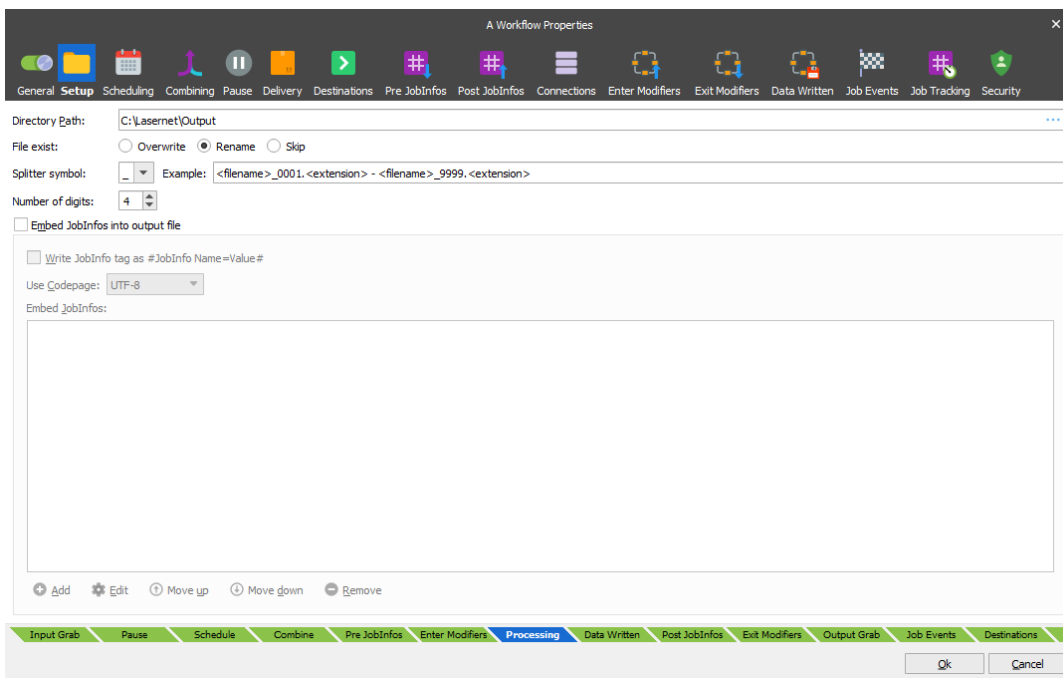 A Workflow Properties
General Setup Scheduling Combining Pause Delivery Destinations Pre JobInfos Post JobInfos Connections Enter Modifiers Exit Modifiers Data Written Job Events Job Tracking Security
Directory Path: C:\Lasernet\Output ...
File exist: Overwrite Rename Skip
Splitter symbol: _ Example: <filename>_0001.<extension> - <filename>_9999.<extension>
Number of digits: 4
Embed JobInfos into output file
Write JobInfo tag as #JobInfo Name=Value#
Use Codepage: UTF-8
Embed JobInfos:
Add Edit Move up Move down Remove
Input Grab Pause Schedule Combine Pre JobInfos Enter Modifiers Processing Data Written Post JobInfos Exit Modifiers Output Grab Job Events Destinations
Ok Cancel